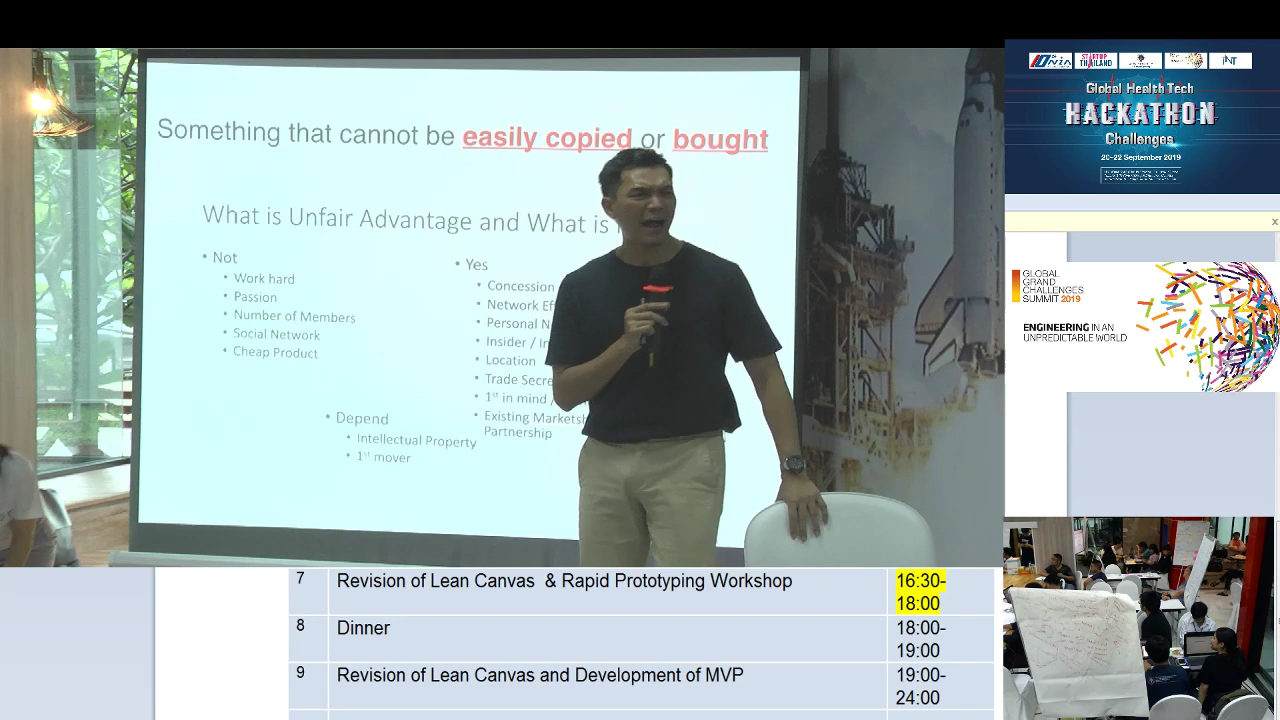 Something that cannot be easily copied or bought
What is Unfair Advantage and What is
• Not
• Work hard
• Passion
• Number of Members
• Social Network
• Cheap Product
• Yes
• Concession
• Network
• Personal
• Insider /
• Location
• Trade
• 1st in mind /
• Existing
Partnership
• Depend
• Intellectual Property
• 1st mover
STARTUP
THAILAND
Global Health Tech
HACKATHON
Challenges
20-22 September 2019
x
GLOBAL
GRAND
CHALLENGES
SUMMIT 2019
ENGINEERING IN AN
UNPREDICTABLE WORLD
7 Revision of Lean Canvas & Rapid Prototyping Workshop 16:30-
18:00
8 Dinner 18:00-
19:00
9 Revision of Lean Canvas and Development of MVP 19:00-
24:00